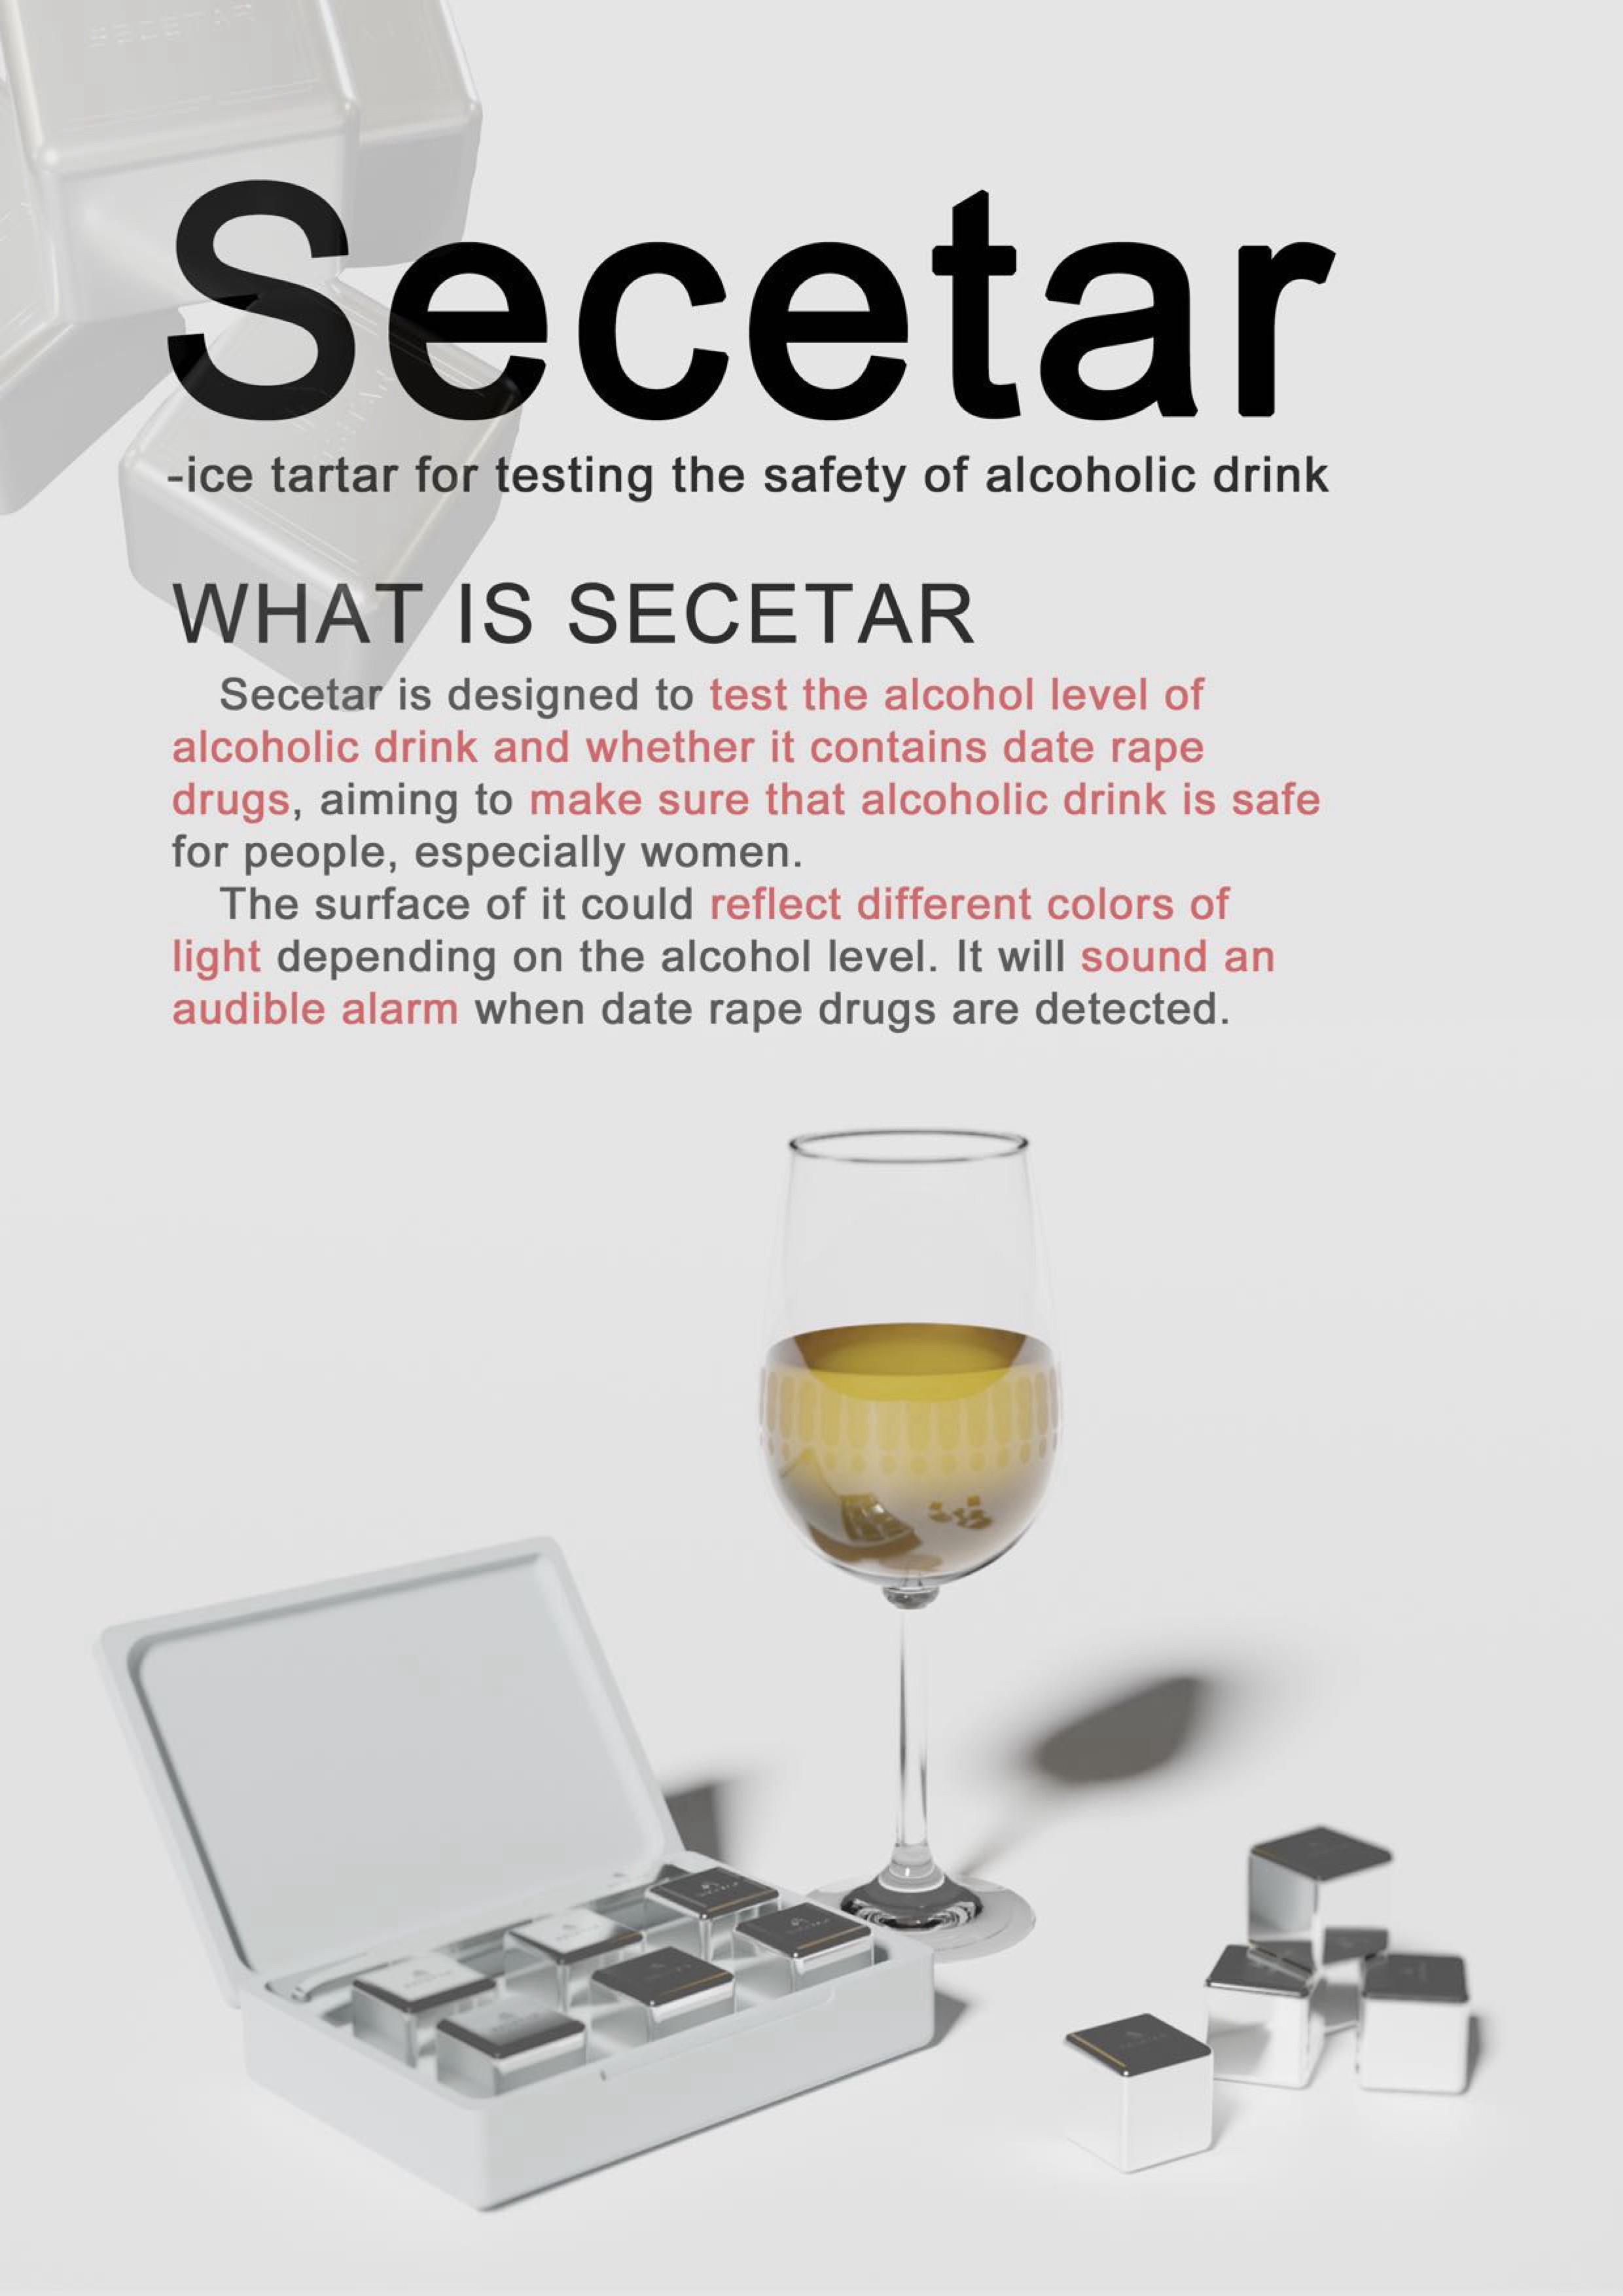 SECETAR
Secetar
-ice tartar for testing the safety of alcoholic drink
WHAT IS SECETAR
Secetar is designed to test the alcohol level of
alcoholic drink and whether it contains date rape
drugs, aiming to make sure that alcoholic drink is safe
for people, especially women.
The surface of it could reflect different colors of
light depending on the alcohol level. It will sound an
audible alarm when date rape drugs are detected.